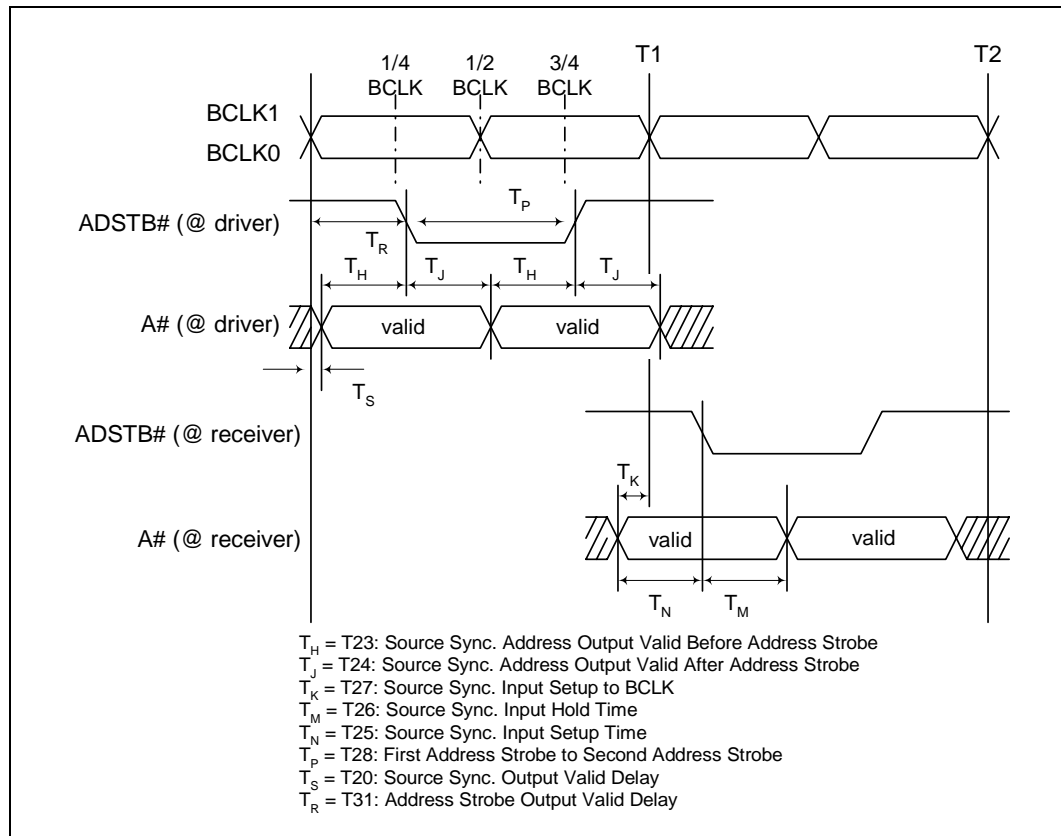 T1 T2
1/4 1/2 3/4
BCLK BCLK BCLK
BCLK1
BCLK0
T_P
ADSTB# (@ driver)
T_R
T_H T_J T_H T_J
A# (@ driver) valid valid
T_S
ADSTB# (@ receiver)
T_K
A# (@ receiver) valid valid
T_N T_M
T_H = T23: Source Sync. Address Output Valid Before Address Strobe
T_J = T24: Source Sync. Address Output Valid After Address Strobe
T_K = T27: Source Sync. Input Setup to BCLK
T_M = T26: Source Sync. Input Hold Time
T_N = T25: Source Sync. Input Setup Time
T_P = T28: First Address Strobe to Second Address Strobe
T_S = T20: Source Sync. Output Valid Delay
T_R = T31: Address Strobe Output Valid Delay